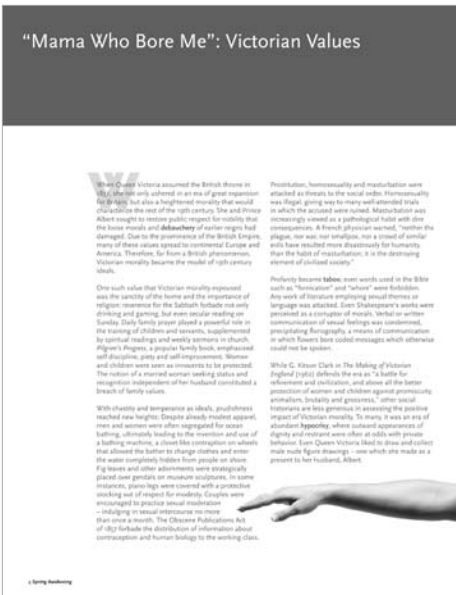 “Mama Who Bore Me”: Victorian Values
When Queen Victoria assumed the British throne in
1837, she not only ushered in an era of great expansion
for Britain, but also a heightened morality that would
characterize the rest of the 19th century. She and Prince
Albert sought to restore public respect for nobility that
the loose morals and debauchery of earlier reigns had
damaged. Due to the prominence of the British Empire,
many of these values spread to continental Europe and
America. Therefore, far from a British phenomenon,
Victorian morality became the model of 19th century
ideals.
One such value that Victorian morality espoused
was the sanctity of the home and the importance of
religion: reverence for the Sabbath forbade not only
drinking and gaming, but even secular reading on
Sunday. Daily family prayer played a powerful role in
the training of children and servants, supplemented
by spiritual readings and weekly sermons in church.
Pilgrim’s Progress, a popular family book, emphasized
self discipline, piety and self-improvement. Women
and children were seen as innocents to be protected.
The notion of a married woman seeking status and
recognition independent of her husband constituted a
breach of family values.
With chastity and temperance as ideals, prudishness
reached new heights: Despite already modest apparel,
men and women were often segregated for ocean
bathing, ultimately leading to the invention and use of
a bathing machine, a closet-like contraption on wheels
that allowed the bather to change clothes and enter
the water completely hidden from people on shore.
Fig leaves and other adornments were strategically
placed over genitals on museum sculptures. In some
instances, piano legs were covered with a protective
stocking out of respect for modesty. Couples were
encouraged to practice sexual moderation
– indulging in sexual intercourse no more
than once a month. The Obscene Publications Act
of 1857 forbade the distribution of information about
contraception and human biology to the working class.
Prostitution, homosexuality and masturbation were
attacked as threats to the social order. Homosexuality
was illegal, giving way to many well-attended trials
in which the accused were ruined. Masturbation was
increasingly viewed as a pathological habit with dire
consequences. A French physician warned, “neither the
plague, nor war, nor smallpox, nor a crowd of similar
evils have resulted more disastrously for humanity
than the habit of masturbation; it is the destroying
element of civilized society.”
Profanity became taboo; even words used in the Bible
such as “fornication” and “whore” were forbidden.
Any work of literature employing sexual themes or
language was attacked. Even Shakespeare’s works were
perceived as a corruptor of morals. Verbal or written
communication of sexual feelings was condemned,
precipitating floriography, a means of communication
in which flowers bore coded messages which otherwise
could not be spoken.
While G. Kitson Clark in The Making of Victorian
England (1962) defends the era as “a battle for
refinement and civilization, and above all the better
protection of women and children against promiscuity,
animalism, brutality and grossness,” other social
historians are less generous in assessing the positive
impact of Victorian morality. To many, it was an era of
abundant hypocrisy, where outward appearances of
dignity and restraint were often at odds with private
behavior. Even Queen Victoria liked to draw and collect
male nude figure drawings – one which she made as a
present to her husband, Albert.
Spring Awakening